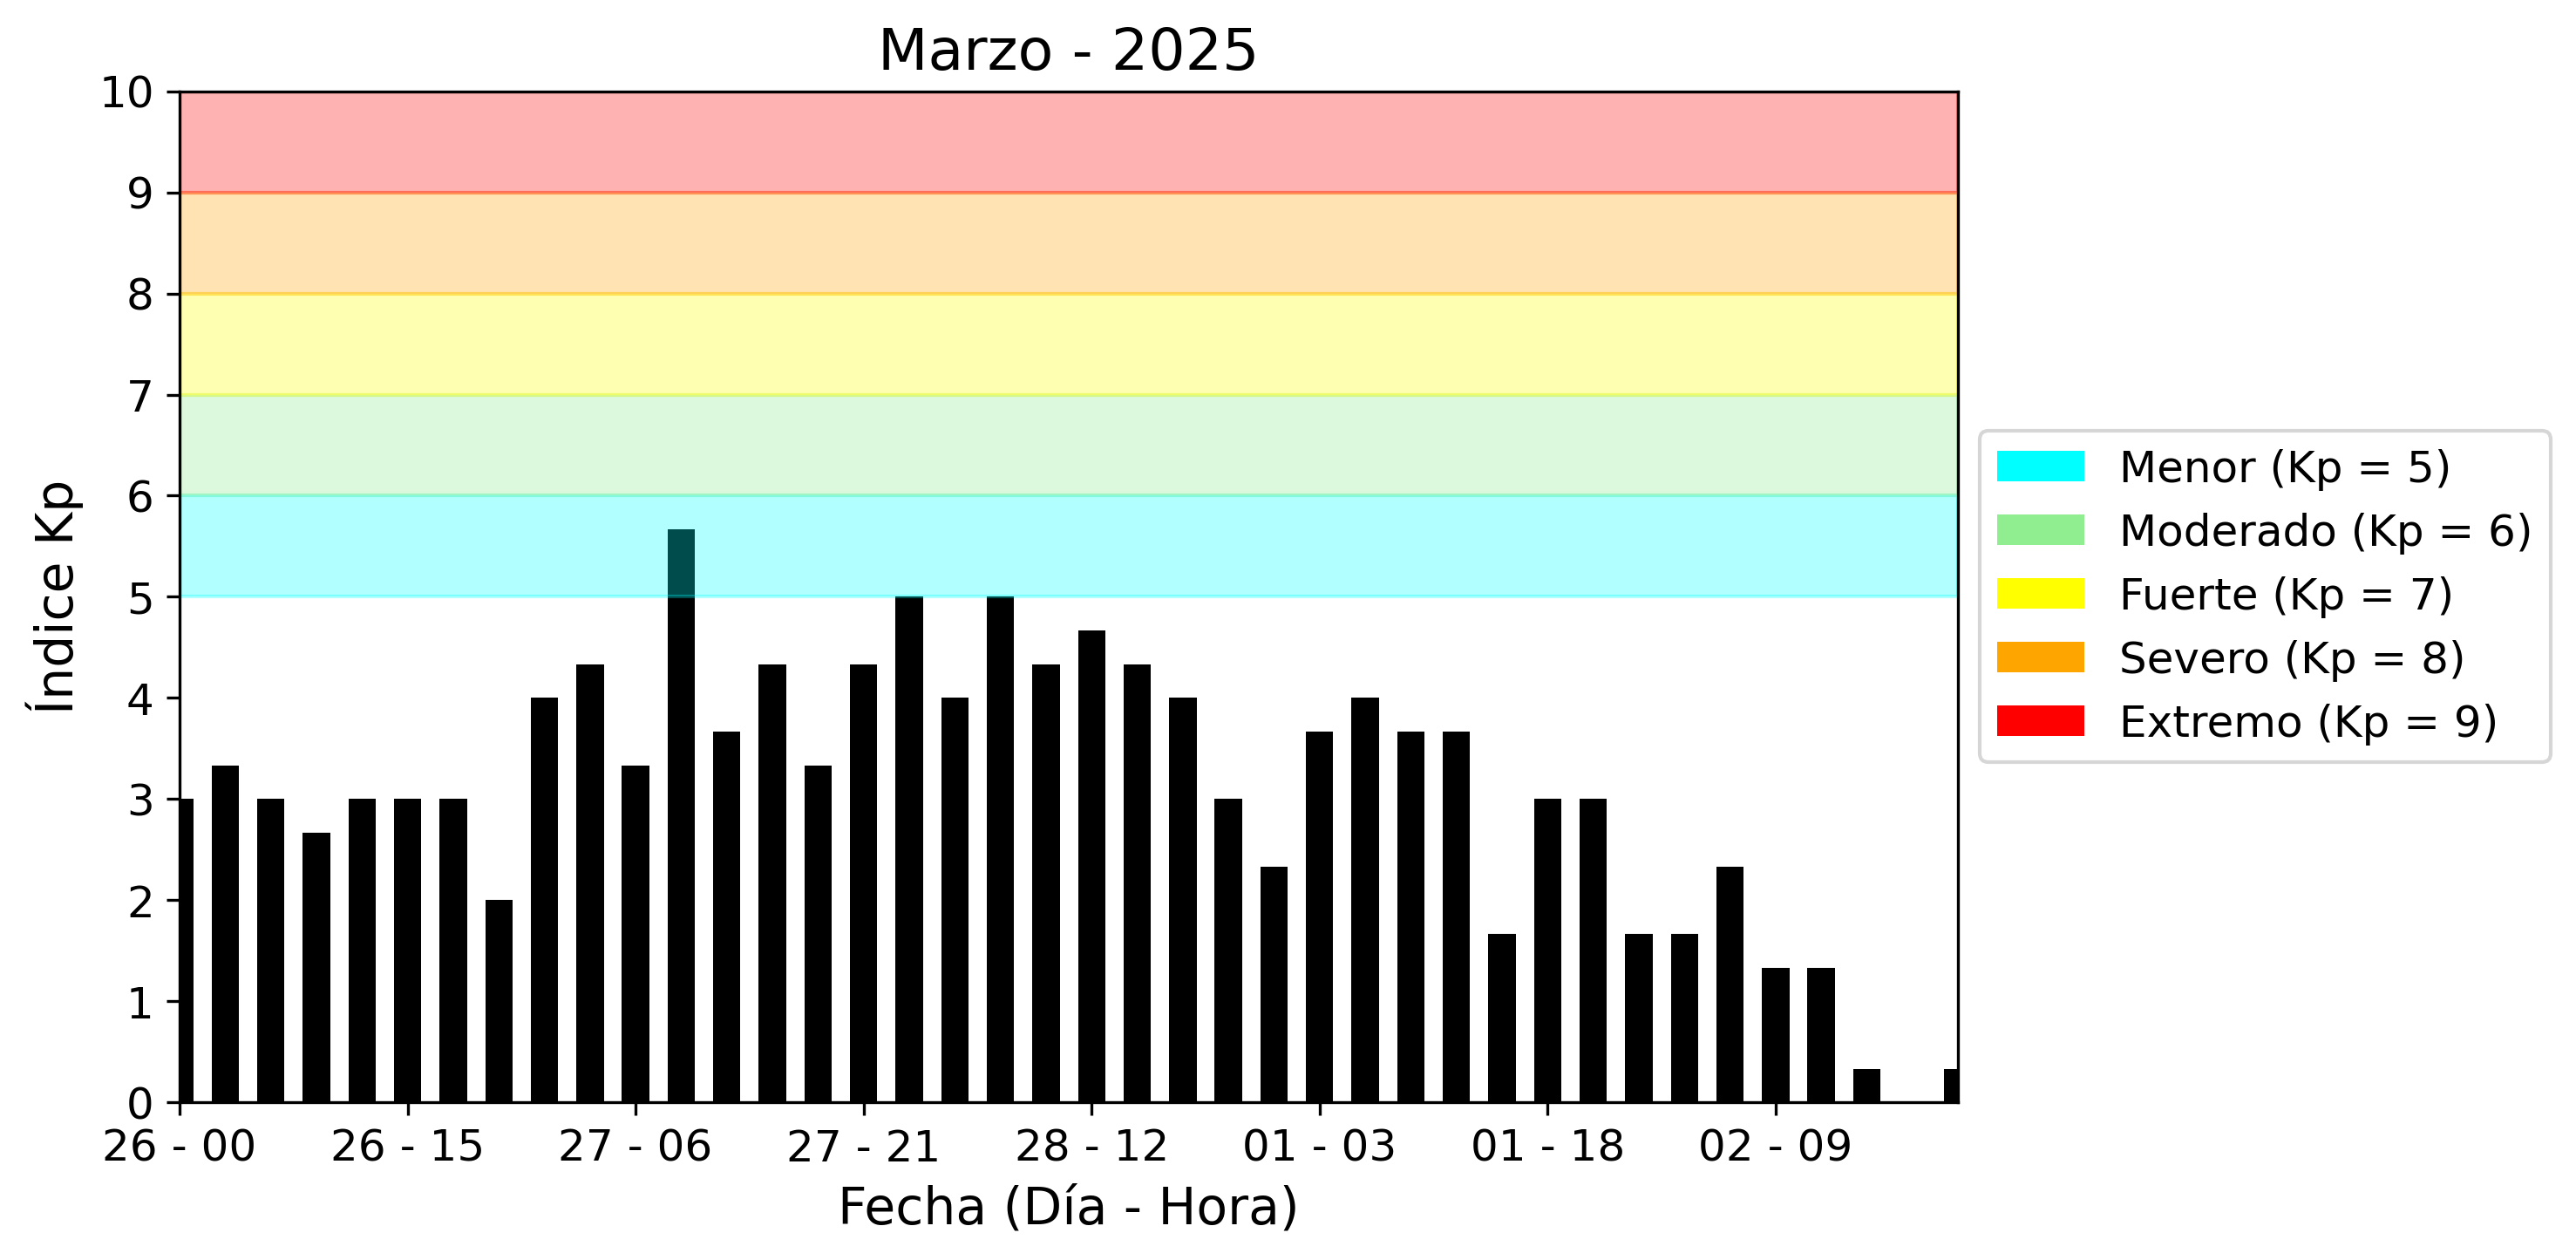 Marzo - 2025
10
9
8
7
6
5
4
3
2
1
0
Índice Kp
26 - 00
26 - 15
27 - 06
27 - 21
28 - 12
01 - 03
01 - 18
02 - 09
Fecha (Día - Hora)
Menor (Kp = 5)
Moderado (Kp = 6)
Fuerte (Kp = 7)
Severo (Kp = 8)
Extremo (Kp = 9)